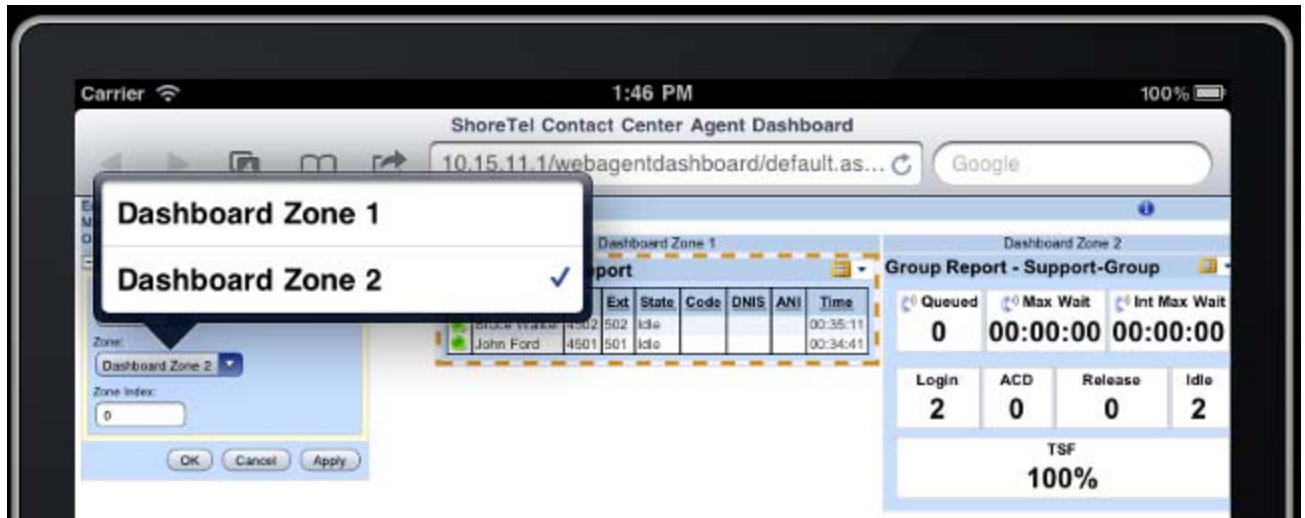 Carrier
1:46 PM
100%
ShoreTel Contact Center Agent Dashboard
10.15.11.1/webagentdashboard/default.as...
Google
Dashboard Zone 1
Dashboard Zone 2
Dashboard Zone 1
Dashboard Zone 2
Group Report - Support-Group
Ext State Code DNIS ANI Time
Bruce 4502 502 Idle 00:35:11
John Ford 4501 501 Idle 00:34:41
Queued Max Wait Int Max Wait
0 00:00:00 00:00:00
Login ACD Release Idle
2 0 0 2
TSF
100%
Zone:
Dashboard Zone 2
Zone Index:
0
OK Cancel Apply